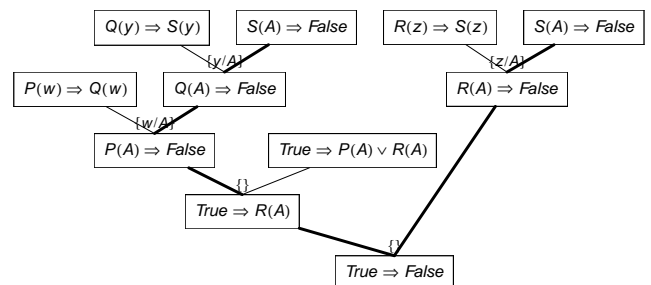 Q(y) ⇒ S(y)
S(A) ⇒ False
R(z) ⇒ S(z)
S(A) ⇒ False
{y/A}
{z/A}
P(w) ⇒ Q(w)
Q(A) ⇒ False
R(A) ⇒ False
{w/A}
P(A) ⇒ False
True ⇒ P(A) ∨ R(A)
{}
True ⇒ R(A)
{}
True ⇒ False